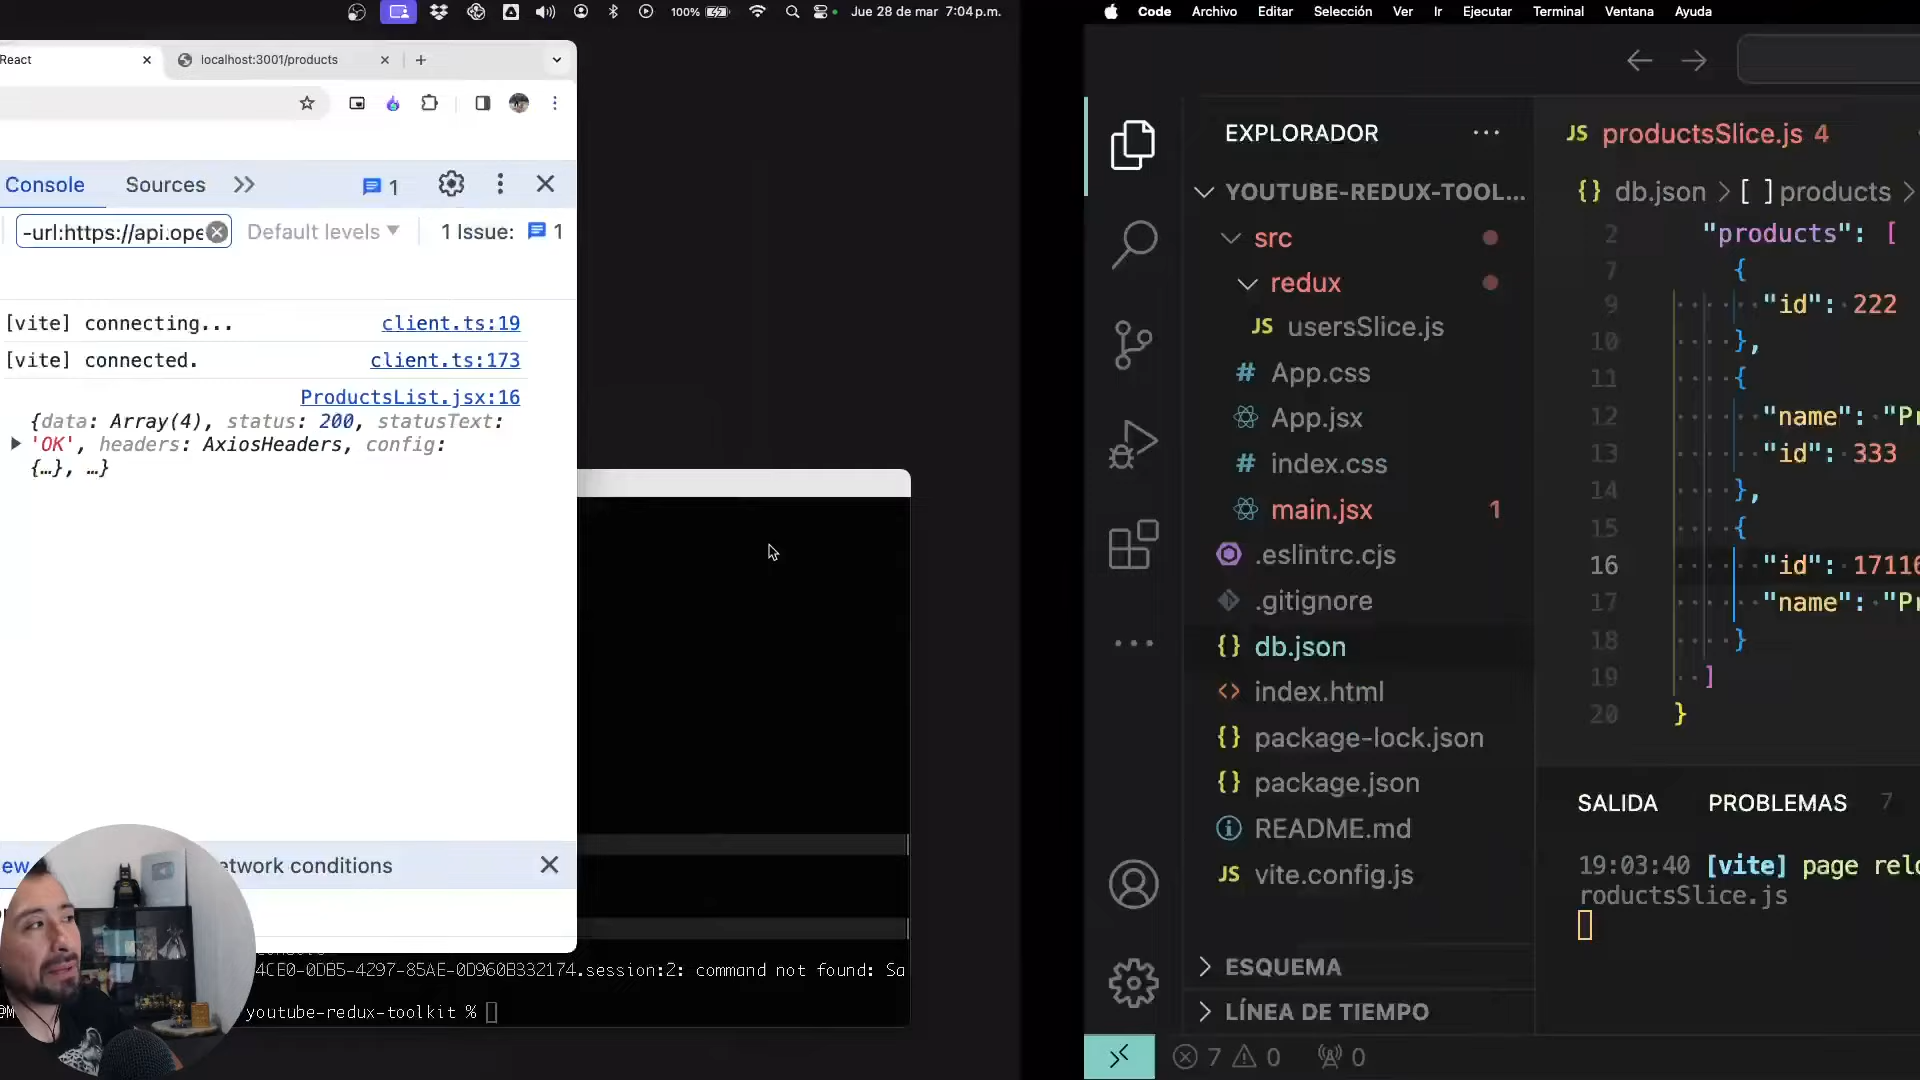 100%
Jue 28 de mar 7:04 p.m.
Code Archivo Editar Selección Ver Ir Ejecutar Terminal Ventana Ayuda
React
localhost:3001/products
Console Sources 1
-url:https://api.ope Default levels 1 Issue: 1
[vite] connecting... client.ts:19
[vite] connected. client.ts:173
ProductsList.jsx:16
{data: Array(4), status: 200, statusText:
'OK', headers: AxiosHeaders, config:
{…}, …}
ew etwork conditions
4CE0-0DB5-4297-85AE-0D960B332174.session:2: command not found: Sa
@M youtube-redux-toolkit %
EXPLORADOR
YOUTUBE-REDUX-TOOL...
src
redux
JS usersSlice.js
# App.css
App.jsx
# index.css
main.jsx 1
.eslintrc.cjs
.gitignore
{} db.json
<> index.html
{} package-lock.json
{} package.json
README.md
JS vite.config.js
ESQUEMA
LÍNEA DE TIEMPO
7 0 0
JS productsSlice.js 4
{} db.json > [ ] products >
2 "products": [
7 {
9 "id": 222
10 },
11 {
12 "name": "Pr
13 "id": 333
14 },
15 {
16 "id": 17116
17 "name": "Pr
18 }
19 ]
20 }
SALIDA PROBLEMAS 7
19:03:40 [vite] page relo
roductsSlice.js